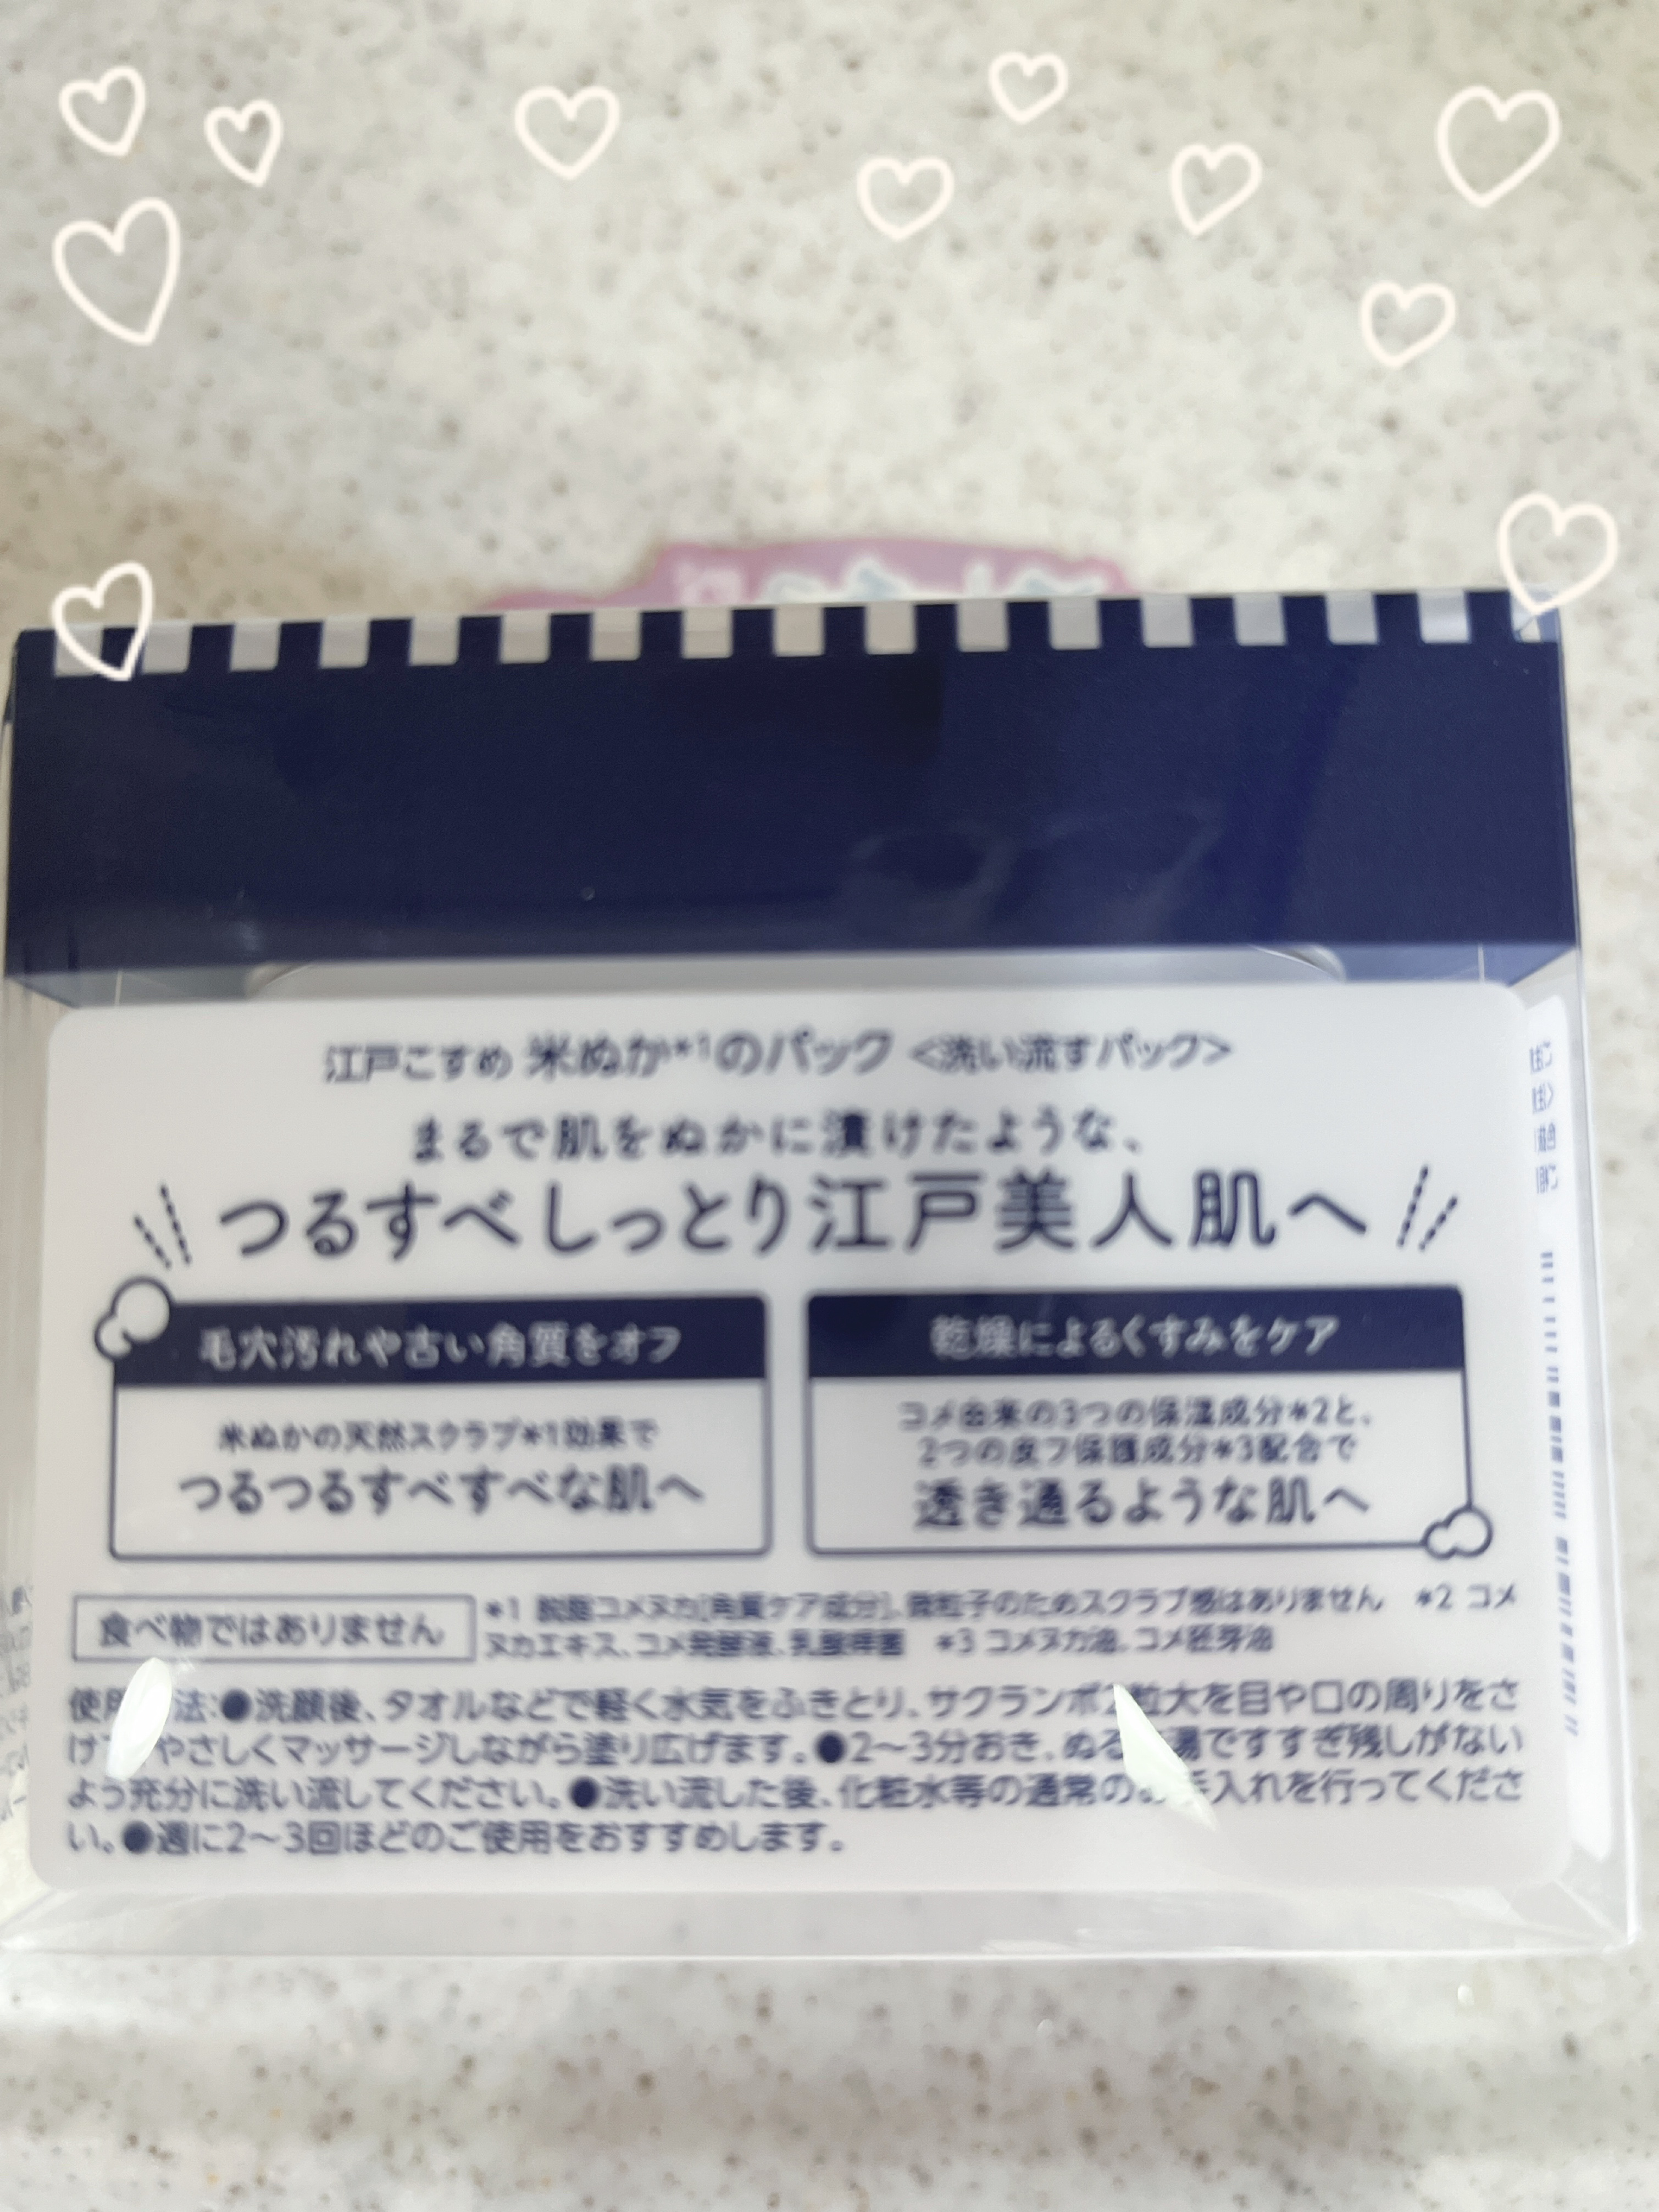 江戸こすめ 米ぬか*1のパック <洗い流すパック>
まるで肌をぬかに漬けたような、
つるすべしっとり江戸美人肌へ
毛穴汚れや古い角質をオフ
米ぬかの天然スクラブ*1効果で
つるつるすべすべな肌へ
乾燥によるくすみをケア
コメ由来の3つの保湿成分*2と、
2つの皮フ保護成分*3配合で
透き通るような肌へ
食べ物ではありません
*1 脱脂コメヌカ[角質ケア成分]、微粒子のためスクラブ感はありません *2 コメ
ヌカエキス、コメ発酵液、乳酸桿菌 *3 コメヌカ油、コメ胚芽油
使用 法:●洗顔後、タオルなどで軽く水気をふきとり、サクランボ 粒大を目や口の周りをさ
け やさしくマッサージしながら塗り広げます。●2〜3分おき、ぬる 湯ですすぎ残しがない
よう充分に洗い流してください。●洗い流した後、化粧水等の通常のお手入れを行ってくださ
い。●週に2〜3回ほどのご使用をおすすめします。